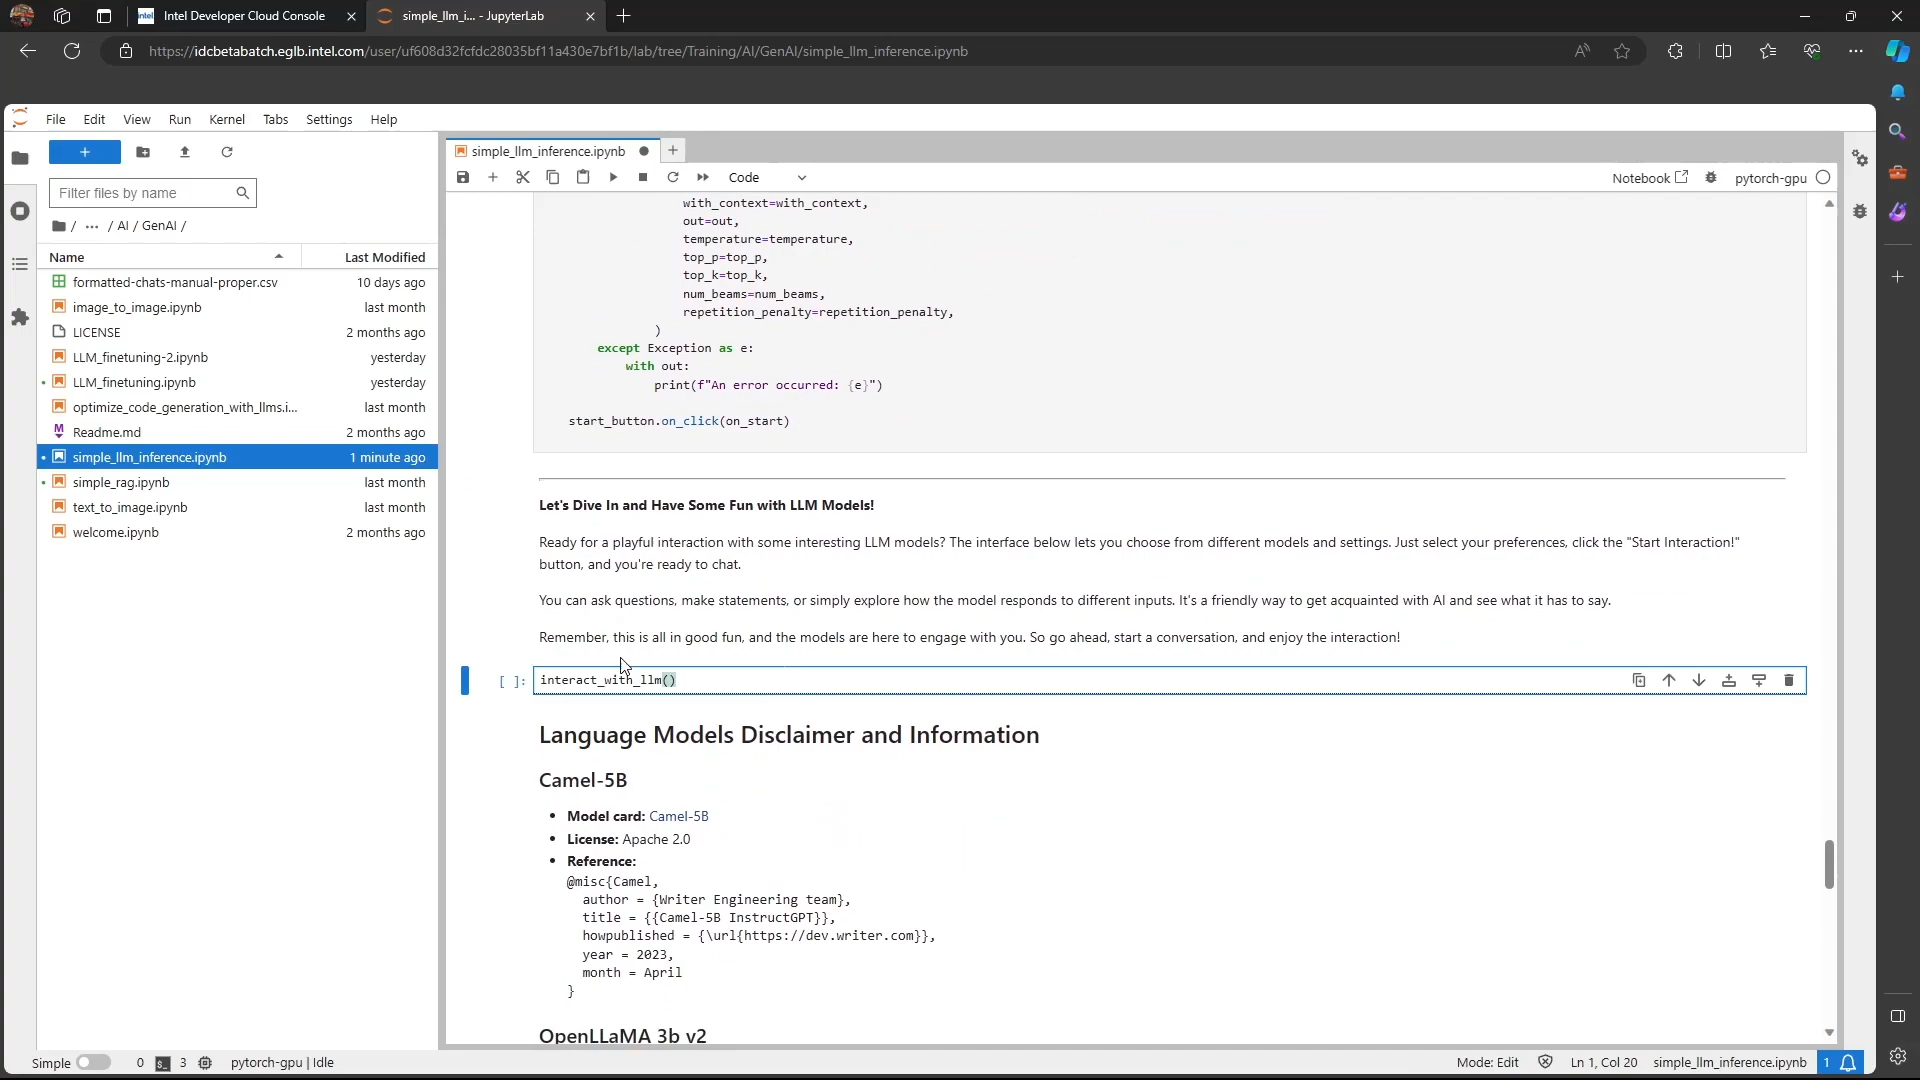 intel Intel Developer Cloud Console
simple_llm_i... - JupyterLab
https://idcbetabatch.eglb.intel.com/user/uf608d32fcfdc28035bf11a430e7bf1b/lab/tree/Training/AI/GenAI/simple_llm_inference.ipynb
File Edit View Run Kernel Tabs Settings Help
simple_llm_inference.ipynb
Code
Notebook
pytorch-gpu
Filter files by name
/ ... / AI / GenAI /
Name Last Modified
formatted-chats-manual-proper.csv 10 days ago
image_to_image.ipynb last month
LICENSE 2 months ago
LLM_finetuning-2.ipynb yesterday
LLM_finetuning.ipynb yesterday
optimize_code_generation_with_llms.i... last month
Readme.md 2 months ago
simple_llm_inference.ipynb 1 minute ago
simple_rag.ipynb last month
text_to_image.ipynb last month
welcome.ipynb 2 months ago
with_context=with_context,
out=out,
temperature=temperature,
top_p=top_p,
top_k=top_k,
num_beams=num_beams,
repetition_penalty=repetition_penalty,
)
except Exception as e:
with out:
print(f"An error occurred: {e}")
start_button.on_click(on_start)
Let's Dive In and Have Some Fun with LLM Models!
Ready for a playful interaction with some interesting LLM models? The interface below lets you choose from different models and settings. Just select your preferences, click the "Start Interaction!"
button, and you're ready to chat.
You can ask questions, make statements, or simply explore how the model responds to different inputs. It's a friendly way to get acquainted with AI and see what it has to say.
Remember, this is all in good fun, and the models are here to engage with you. So go ahead, start a conversation, and enjoy the interaction!
[ ]: interact_with_llm()
Language Models Disclaimer and Information
Camel-5B
• Model card: Camel-5B
• License: Apache 2.0
• Reference:
@misc{Camel,
author = {Writer Engineering team},
title = {{Camel-5B InstructGPT}},
howpublished = {\url{https://dev.writer.com}},
year = 2023,
month = April
}
OpenLLaMA 3b v2
Simple 0 3 pytorch-gpu | Idle
Mode: Edit Ln 1, Col 20 simple_llm_inference.ipynb 1